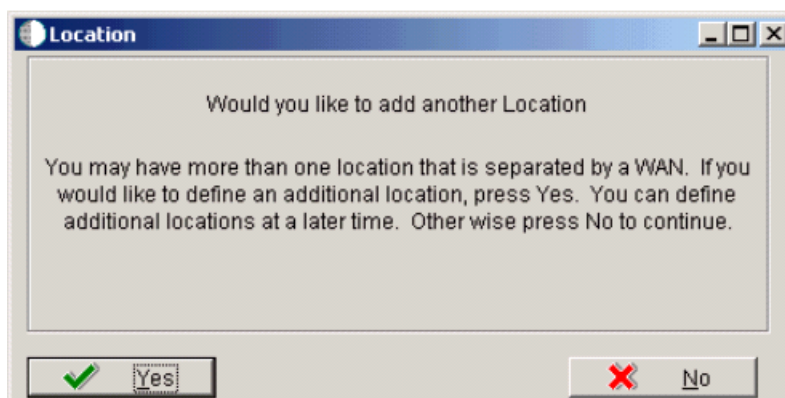 Location
Would you like to add another Location
You may have more than one location that is separated by a WAN. If you
would like to define an additional location, press Yes. You can define
additional locations at a later time. Other wise press No to continue.
Yes
No